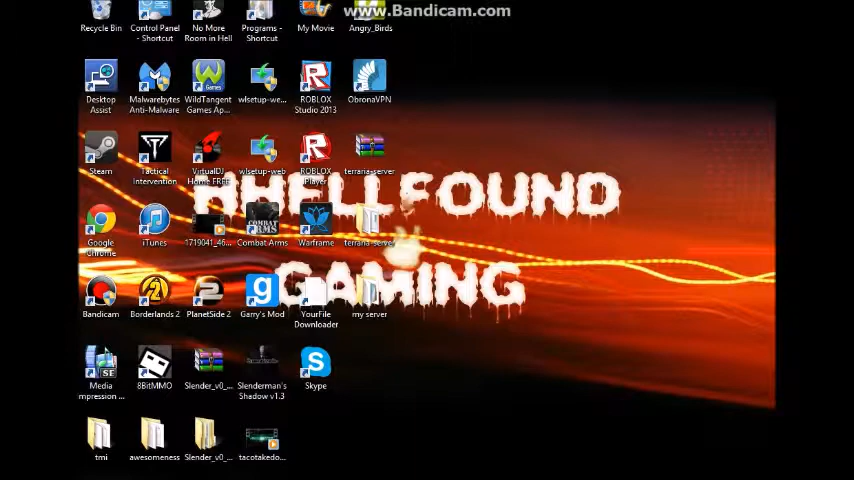 www.Bandicam.com
Recycle Bin
Control Panel - Shortcut
No More Room in Hell
Programs - Shortcut
My Movie
Angry_Birds
Desktop Assist
Malwarebytes Anti-Malware
WildTangent Games Ap...
wlsetup-we...
ROBLOX Studio 2013
ObronaVPN
Steam
Tactical Intervention
VirtualDJ Home FREE
wlsetup-web
ROBLOX Player
terraria-server
HHELLFOUND
Google Chrome
iTunes
1719041_46...
Combat Arms
Warframe
terraria-server
GAMING
Bandicam
Borderlands 2
PlanetSide 2
Garry's Mod
YourFile Downloader
my server
Media Impression ...
8BitMMO
Slender_v0_...
Slenderman's Shadow v1.3
Skype
tmi
awesomeness
Slender_v0_...
tacotakedo...